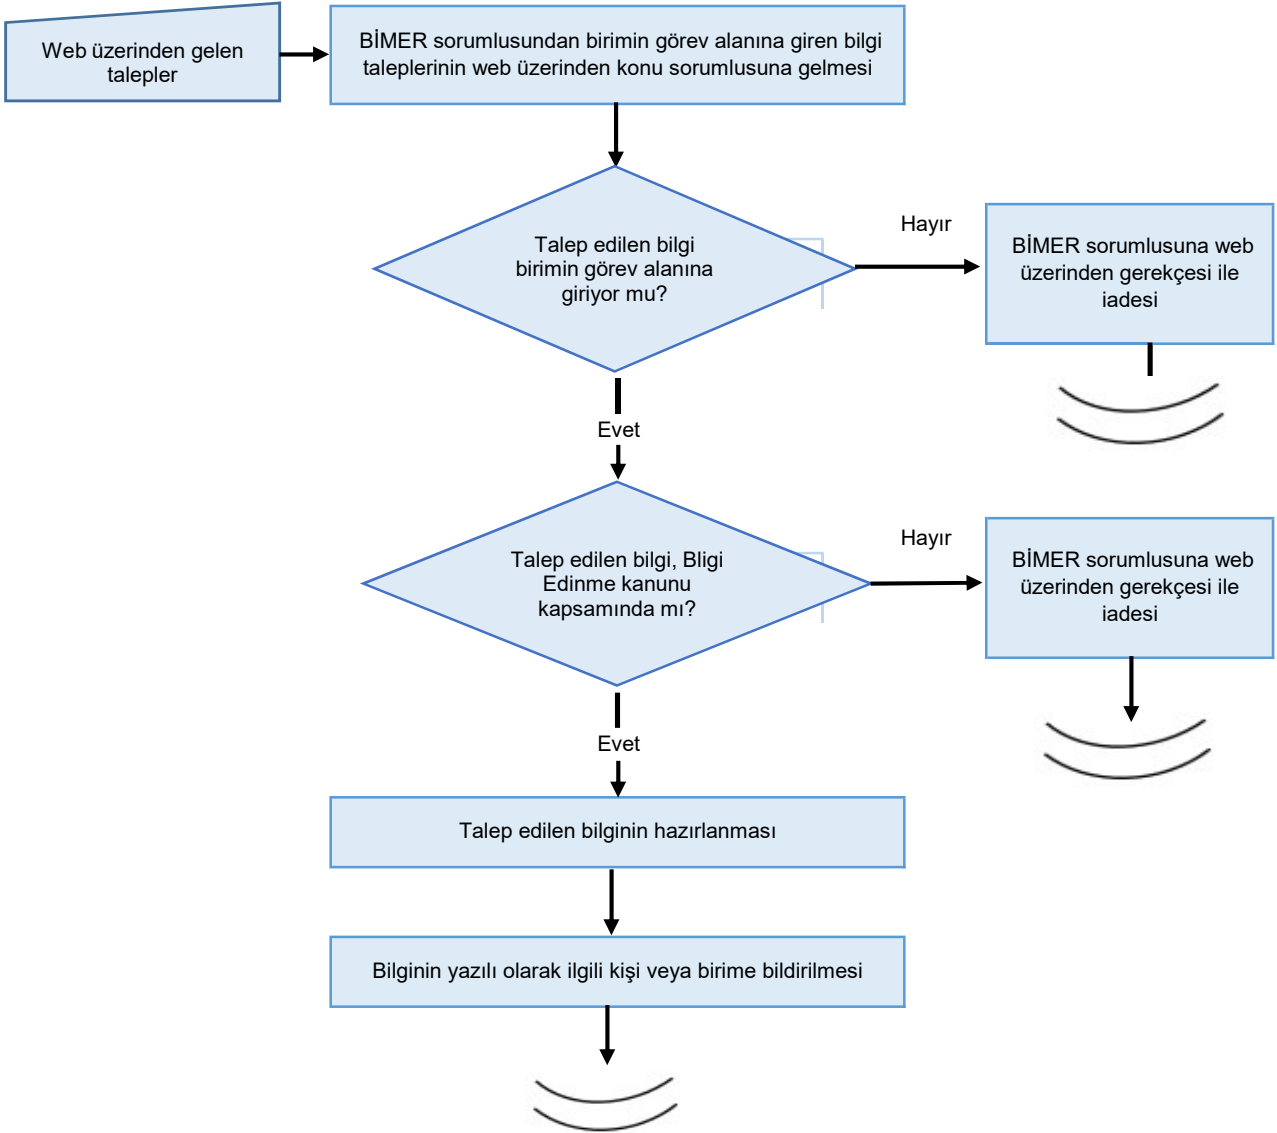 Web üzerinden gelen
talepler
BİMER sorumlusundan birimin görev alanına giren bilgi
taleplerinin web üzerinden konu sorumlusuna gelmesi
Talep edilen bilgi
birimin görev alanına
giriyor mu?
Hayır
BİMER sorumlusuna web
üzerinden gerekçesi ile
iadesi
Evet
Talep edilen bilgi, Bligi
Edinme kanunu
kapsamında mı?
Hayır
BİMER sorumlusuna web
üzerinden gerekçesi ile
iadesi
Evet
Talep edilen bilginin hazırlanması
Bilginin yazılı olarak ilgili kişi veya birime bildirilmesi